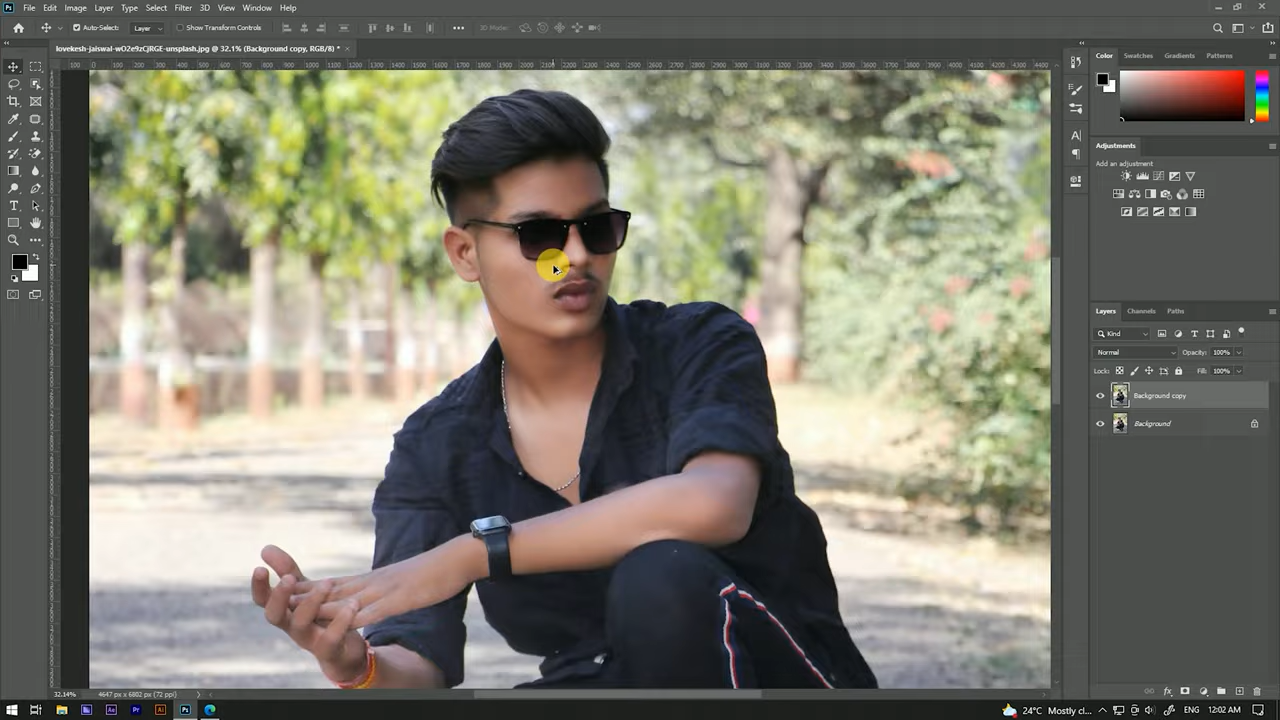 File Edit Image Layer Type Select Filter 3D View Window Help
Auto-Select: Layer Show Transform Controls 3D Mode:
lovekesh-jaiswal-wO2e9zCjRGE-unsplash.jpg @ 32.1% (Background copy, RGB/8) *
Color Swatches Gradients Patterns
Adjustments
Add an adjustment
Layers Channels Paths
Kind
Normal Opacity: 100%
Lock: Fill: 100%
Background copy
Background
32.14% 4647 px x 6802 px (72 ppi)
24°C Mostly cl... ENG 12:02 AM